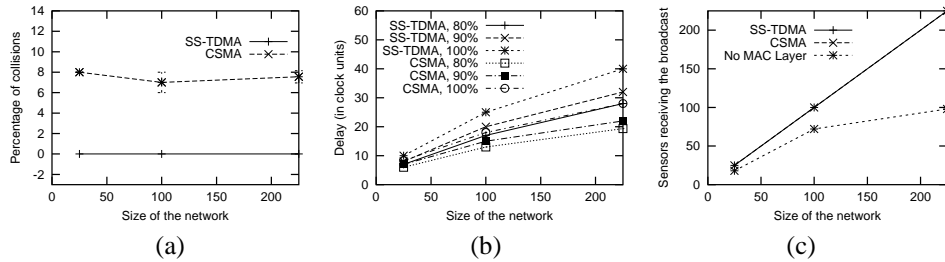 Percentage of collisions
14
12
10
8
6
4
2
0
-2
SS-TDMA
CSMA
0 50 100 150 200
Size of the network
(a)
Delay (in clock units)
60
50
40
30
20
10
0
SS-TDMA, 80%
SS-TDMA, 90%
SS-TDMA, 100%
CSMA, 80%
CSMA, 90%
CSMA, 100%
0 50 100 150 200
Size of the network
(b)
Sensors receiving the broadcast
200
150
100
50
0
SS-TDMA
CSMA
No MAC Layer
0 50 100 150 200
Size of the network
(c)